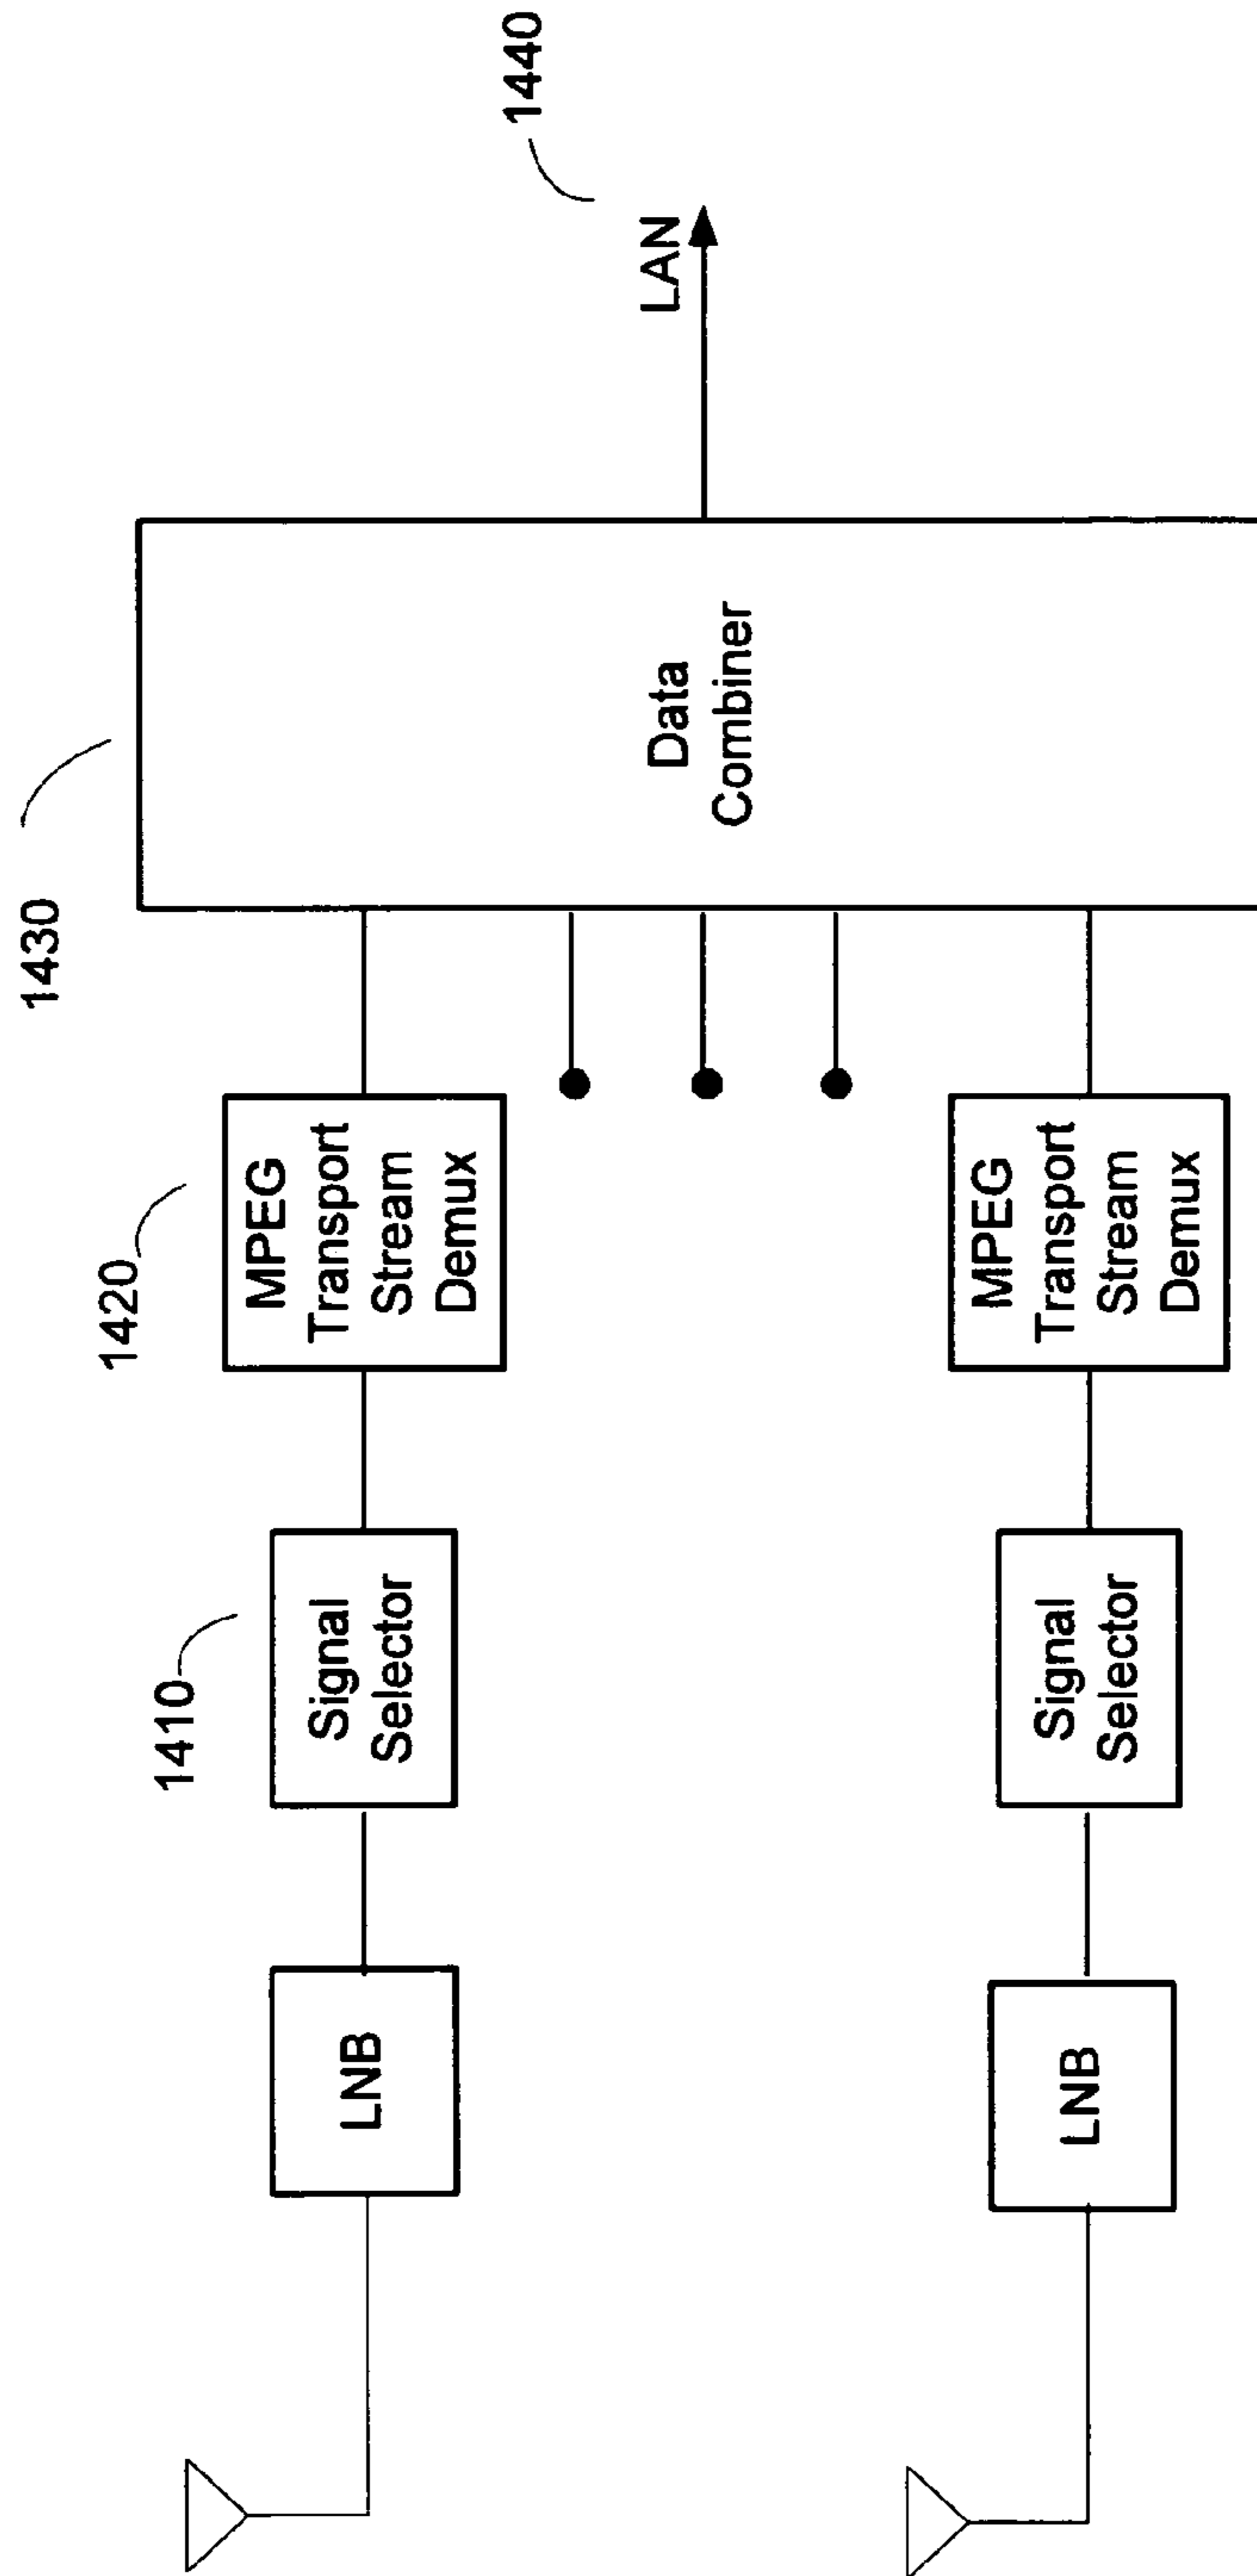 1430
1440
1420
1410
LNB
Signal
Selector
MPEG
Transport
Stream
Demux
Data
Combiner
LAN
LNB
Signal
Selector
MPEG
Transport
Stream
Demux